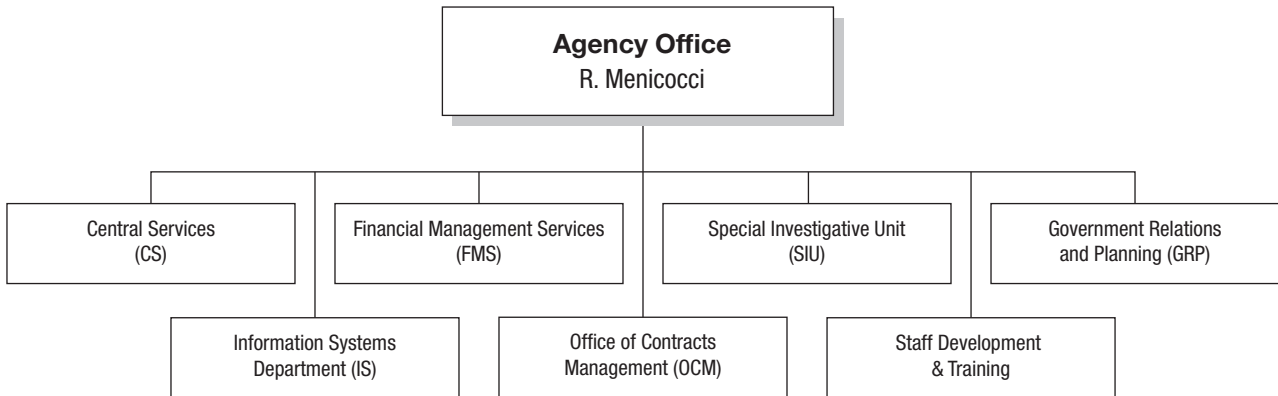 Agency Office
R. Menicocci
Central Services
(CS)
Financial Management Services
(FMS)
Special Investigative Unit
(SIU)
Government Relations
and Planning (GRP)
Information Systems
Department (IS)
Office of Contracts
Management (OCM)
Staff Development
& Training